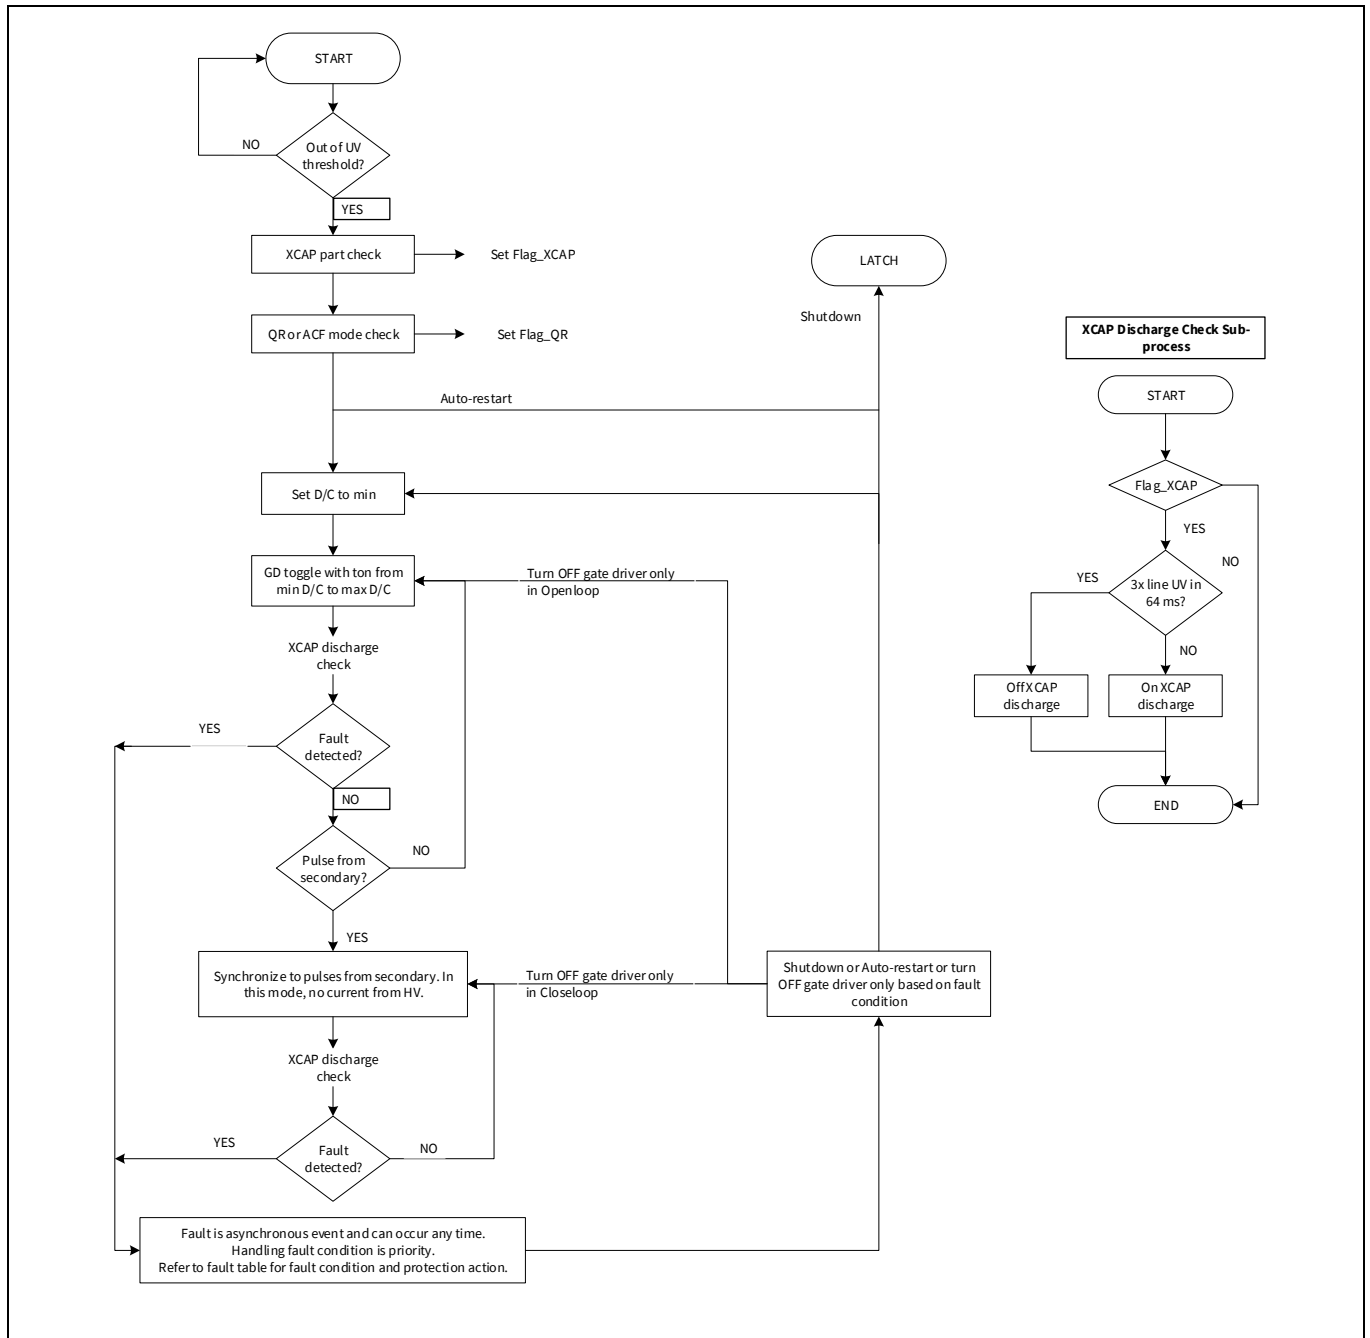 START
NO
Out of UV
threshold?
YES
XCAP part check
Set Flag_XCAP
QR or ACF mode check
Set Flag_QR
Auto-restart
Set D/C to min
GD toggle with ton from
min D/C to max D/C
Turn OFF gate driver only
in Openloop
XCAP discharge
check
YES
Fault
detected?
NO
Pulse from
secondary?
NO
YES
Synchronize to pulses from secondary. In
this mode, no current from HV.
Turn OFF gate driver only
in Closeloop
XCAP discharge
check
YES
Fault
detected?
NO
Fault is asynchronous event and can occur any time.
Handling fault condition is priority.
Refer to fault table for fault condition and protection action.
LATCH
Shutdown
Shutdown or Auto-restart or turn
OFF gate driver only based on fault
condition
XCAP Discharge Check Sub-
process
START
Flag_XCAP
YES
NO
YES
3x line UV in
64 ms?
NO
Off XCAP
discharge
On XCAP
discharge
END